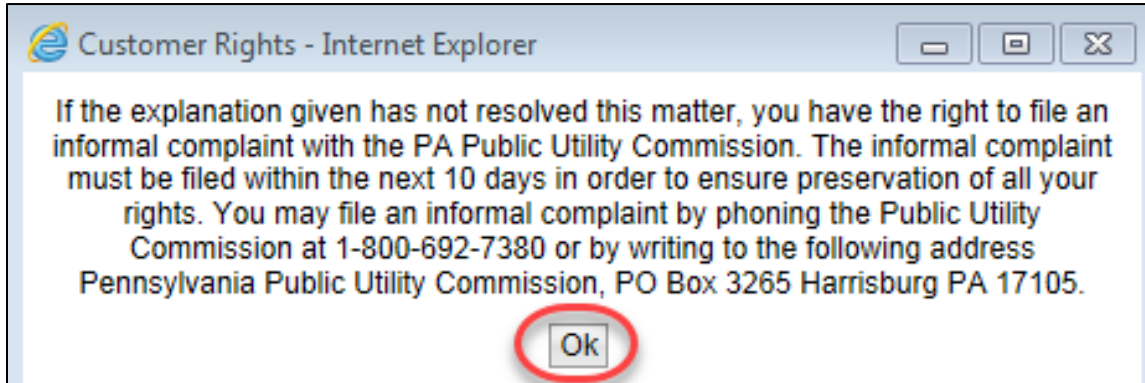 Customer Rights - Internet Explorer
If the explanation given has not resolved this matter, you have the right to file an
informal complaint with the PA Public Utility Commission. The informal complaint
must be filed within the next 10 days in order to ensure preservation of all your
rights. You may file an informal complaint by phoning the Public Utility
Commission at 1-800-692-7380 or by writing to the following address
Pennsylvania Public Utility Commission, PO Box 3265 Harrisburg PA 17105.
Ok